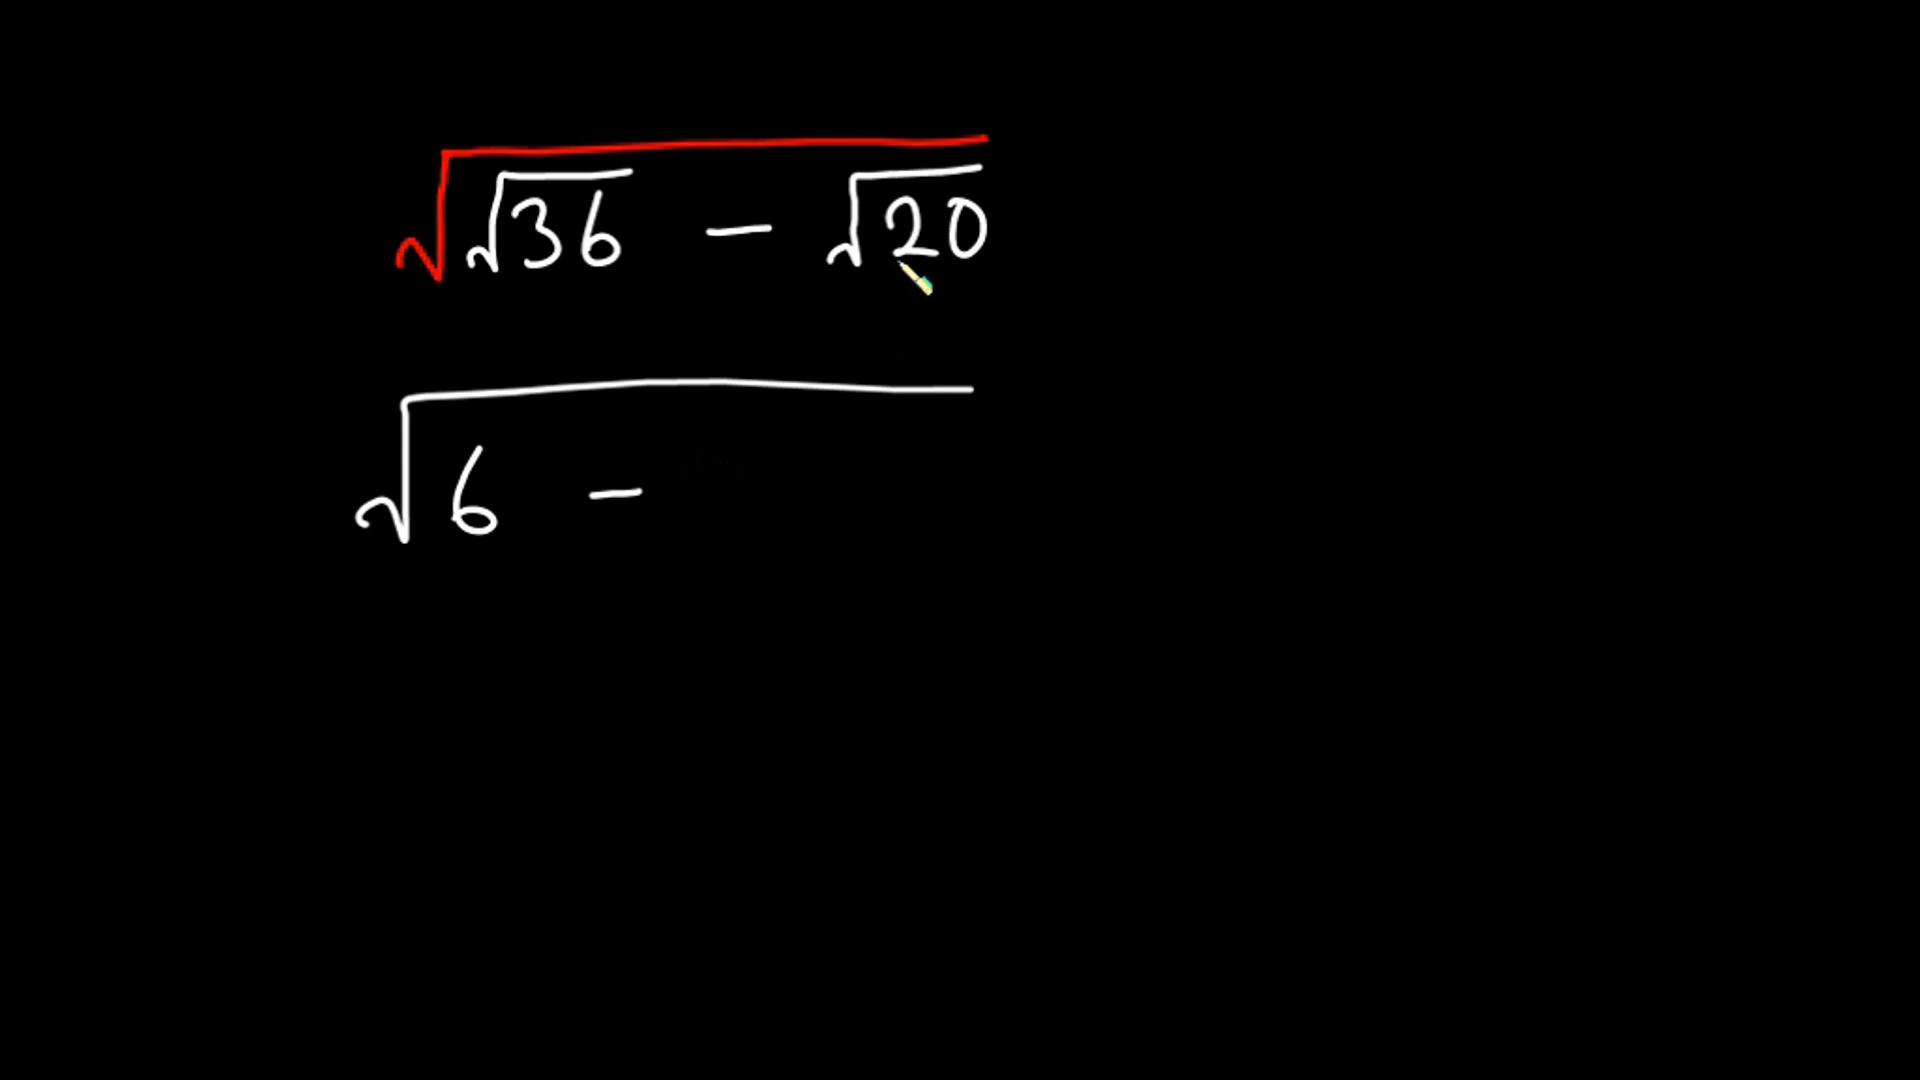 √(√36 - √20)
√(6 -